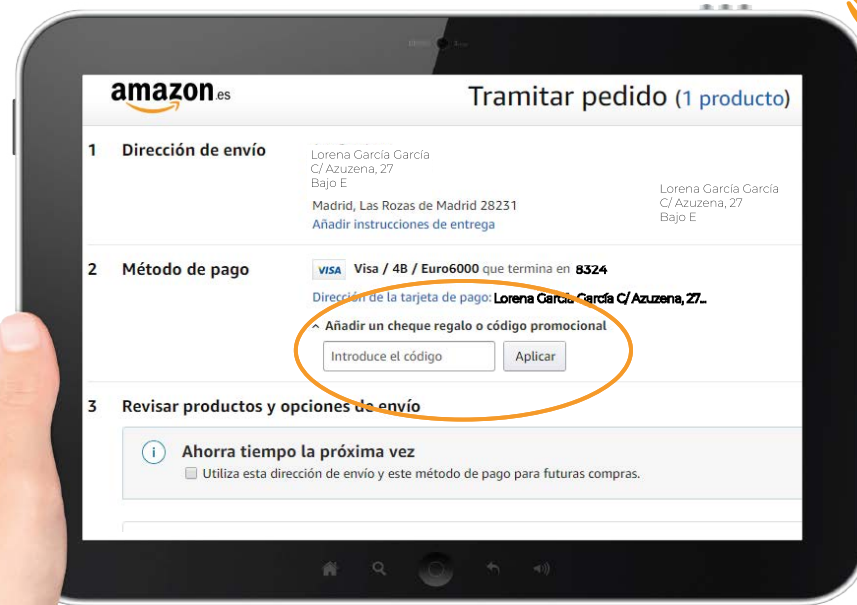 amazon.es
Tramitar pedido (1 producto)
1 Dirección de envío
Lorena García García
C/ Azuzena, 27
Bajo E
Madrid, Las Rozas de Madrid 28231
Añadir instrucciones de entrega
Lorena García García
C/ Azuzena, 27
Bajo E
2 Método de pago
VISA Visa / 4B / Euro6000 que termina en 8324
Dirección de la tarjeta de pago: Lorena García García C/ Azuzena, 27...
Añadir un cheque regalo o código promocional
Introduce el código
Aplicar
3 Revisar productos y opciones de envío
i Ahorra tiempo la próxima vez
Utiliza esta dirección de envío y este método de pago para futuras compras.